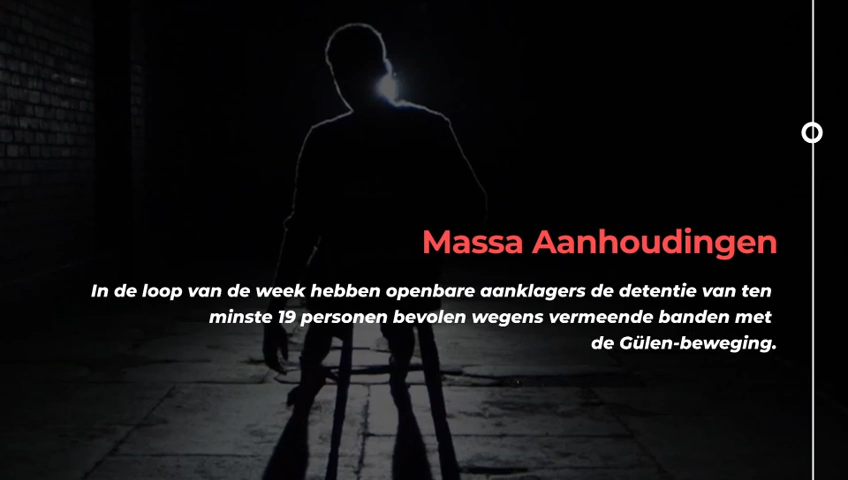 Massa Aanhoudingen
In de loop van de week hebben openbare aanklagers de detentie van ten
minste 19 personen bevolen wegens vermeende banden met
de Gülen-beweging.